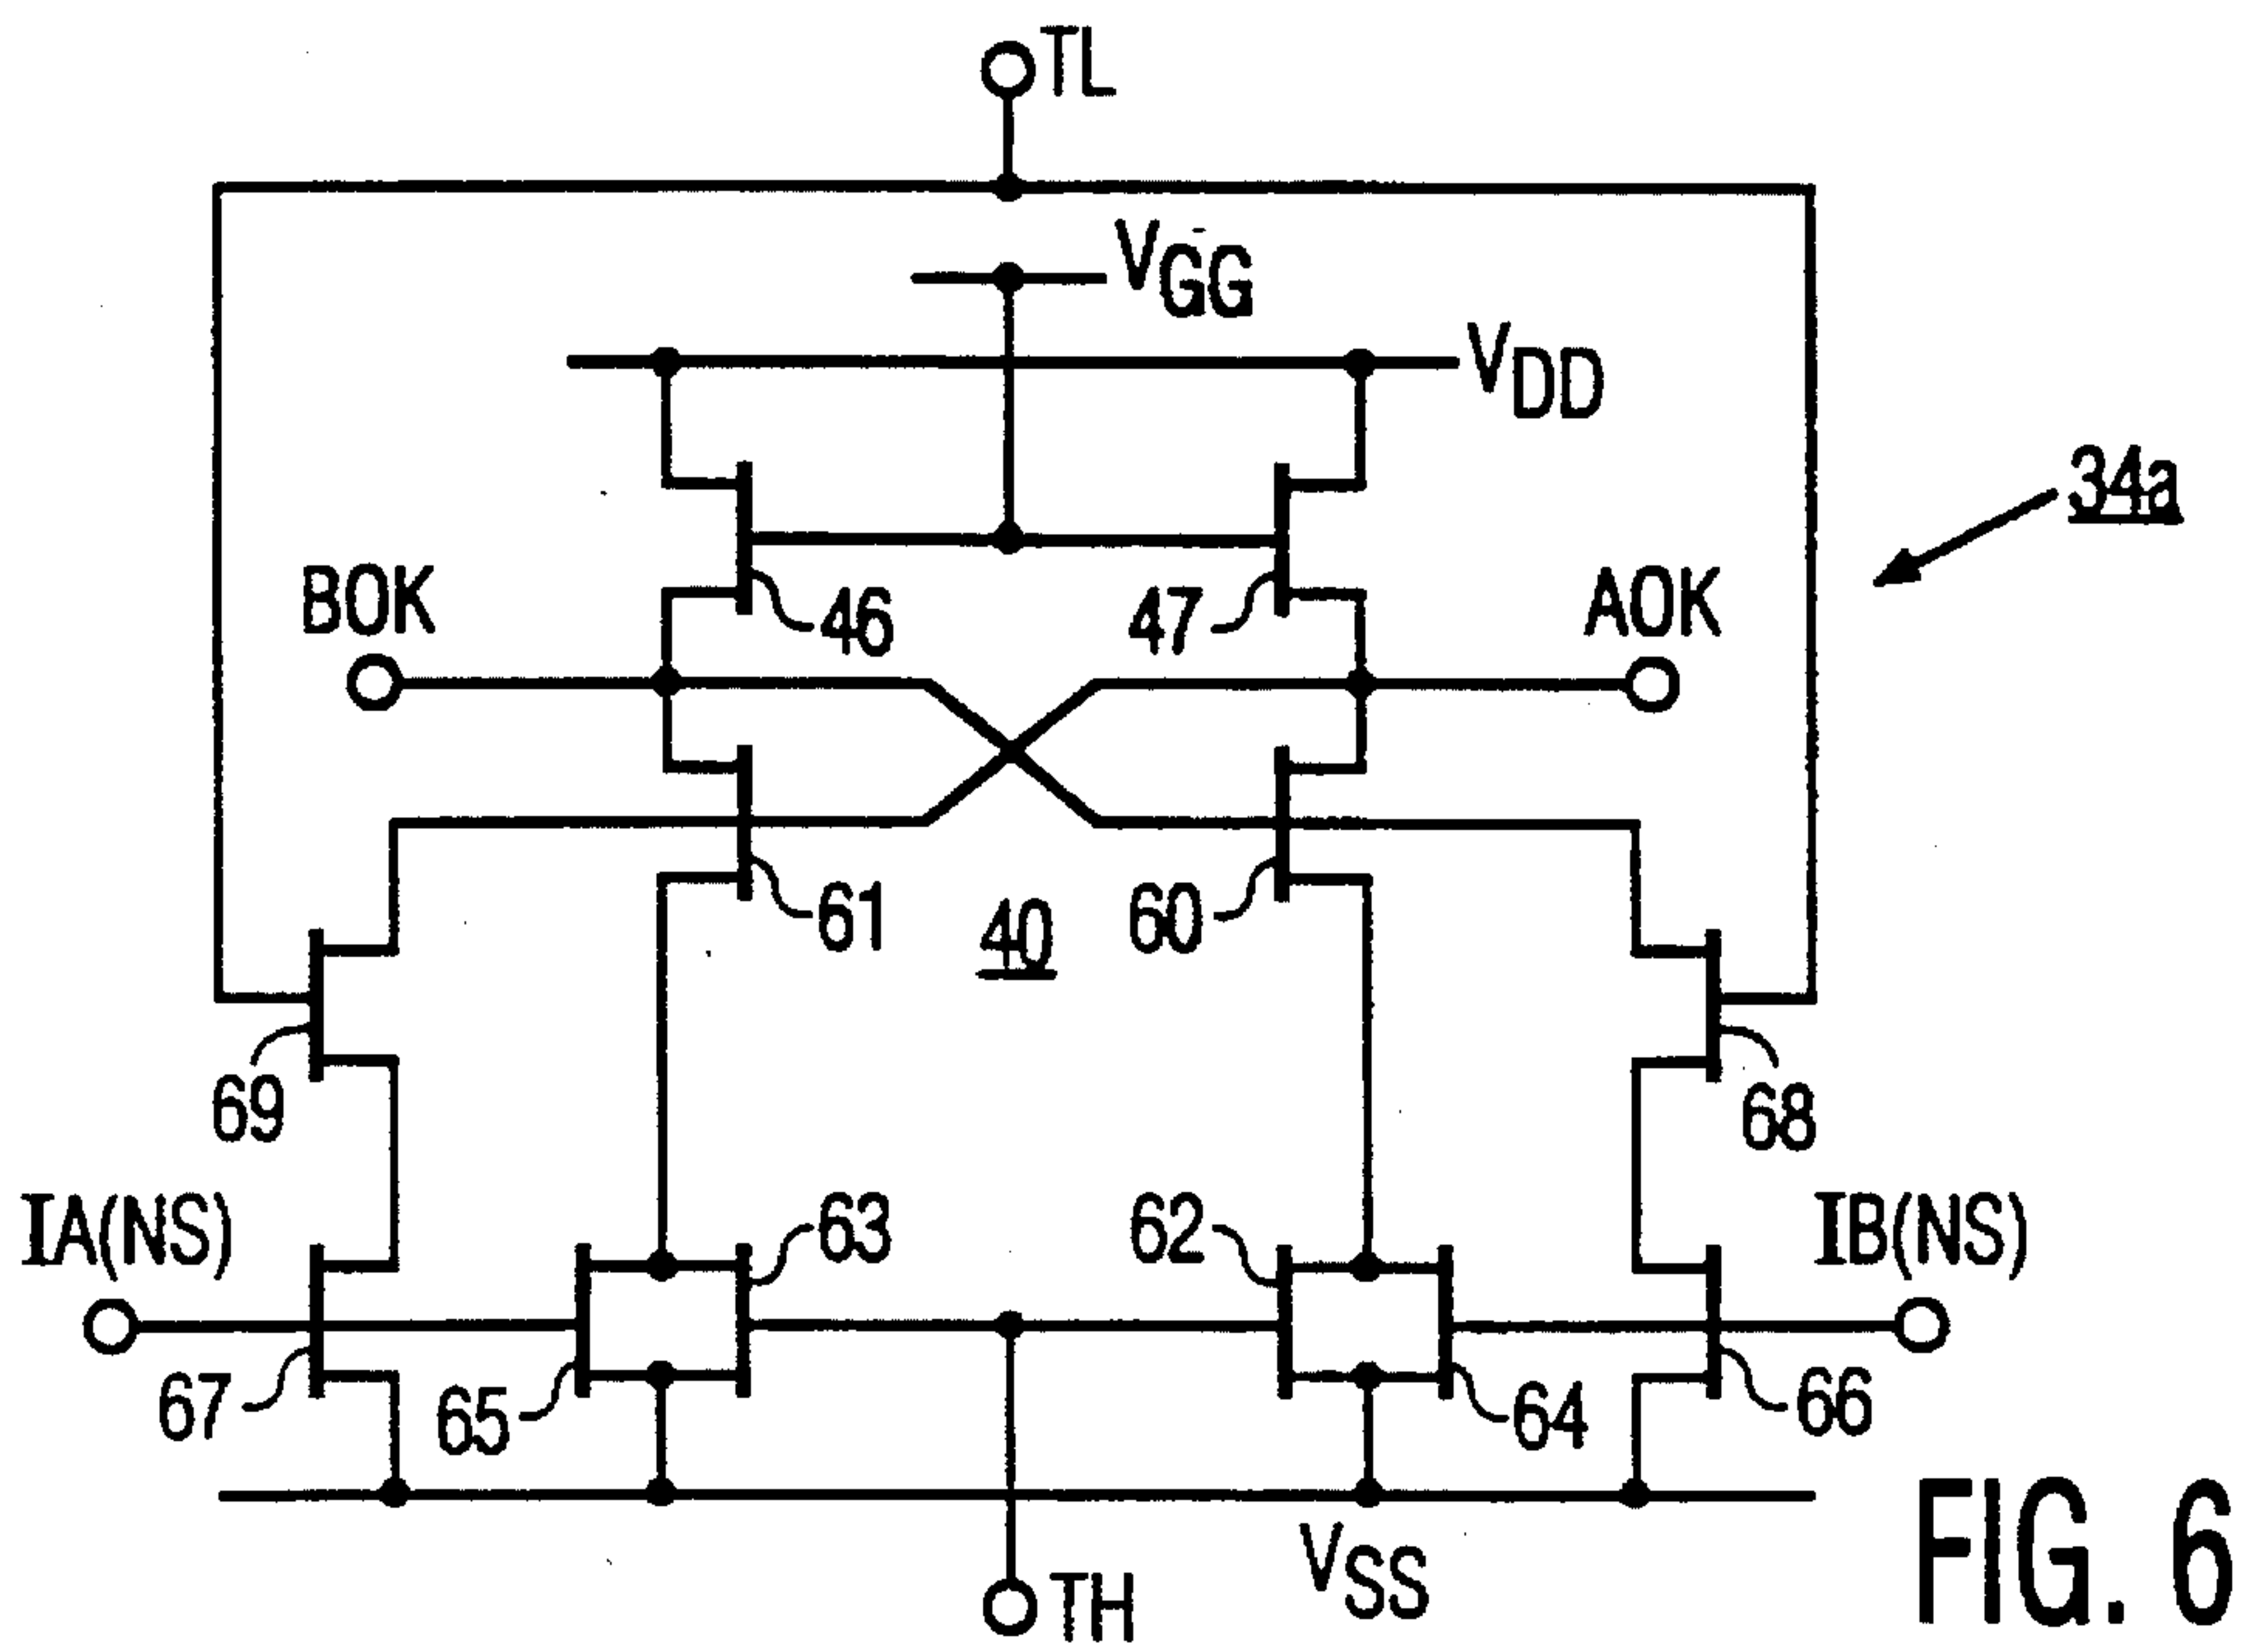 TL
VGG
VDD
34a
BOK
46
47
AOK
61
40
60
69
68
IA(NS)
63
62
IB(NS)
67
65
64
66
VSS
TH
FIG. 6